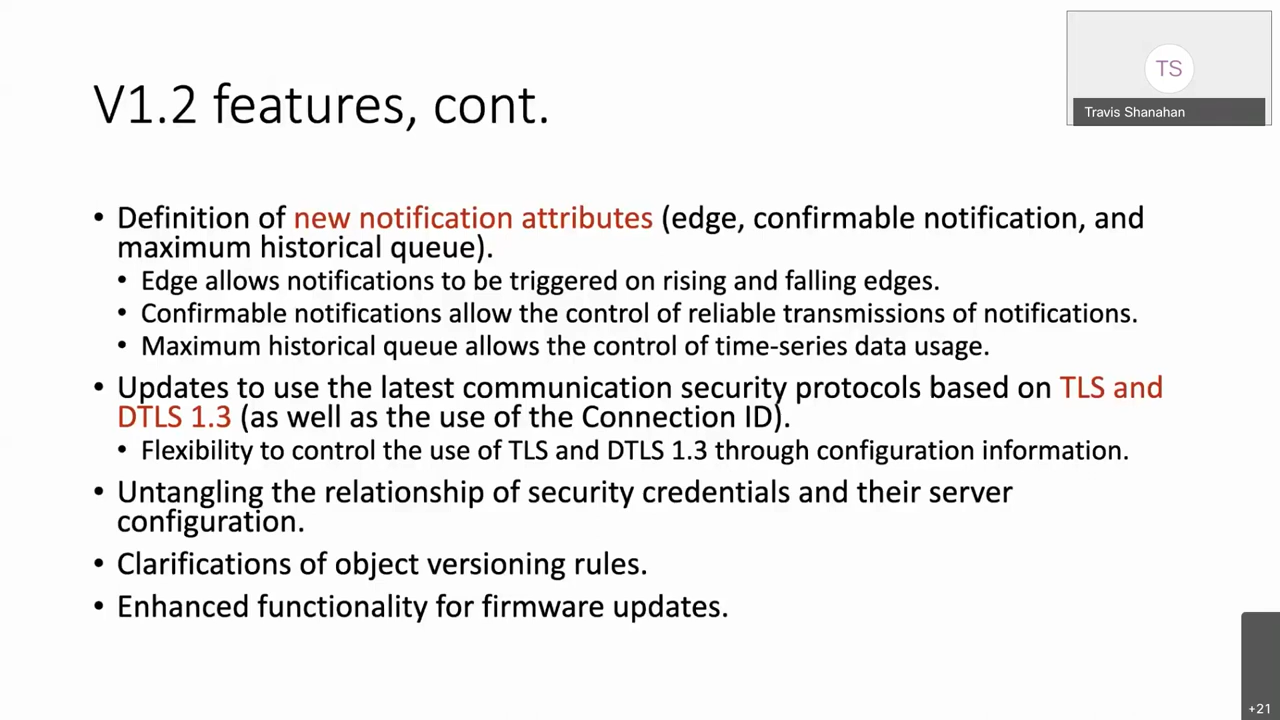 TS
Travis Shanahan
V1.2 features, cont.
• Definition of new notification attributes (edge, confirmable notification, and
maximum historical queue).
• Edge allows notifications to be triggered on rising and falling edges.
• Confirmable notifications allow the control of reliable transmissions of notifications.
• Maximum historical queue allows the control of time-series data usage.
• Updates to use the latest communication security protocols based on TLS and
DTLS 1.3 (as well as the use of the Connection ID).
• Flexibility to control the use of TLS and DTLS 1.3 through configuration information.
• Untangling the relationship of security credentials and their server
configuration.
• Clarifications of object versioning rules.
• Enhanced functionality for firmware updates.
+21